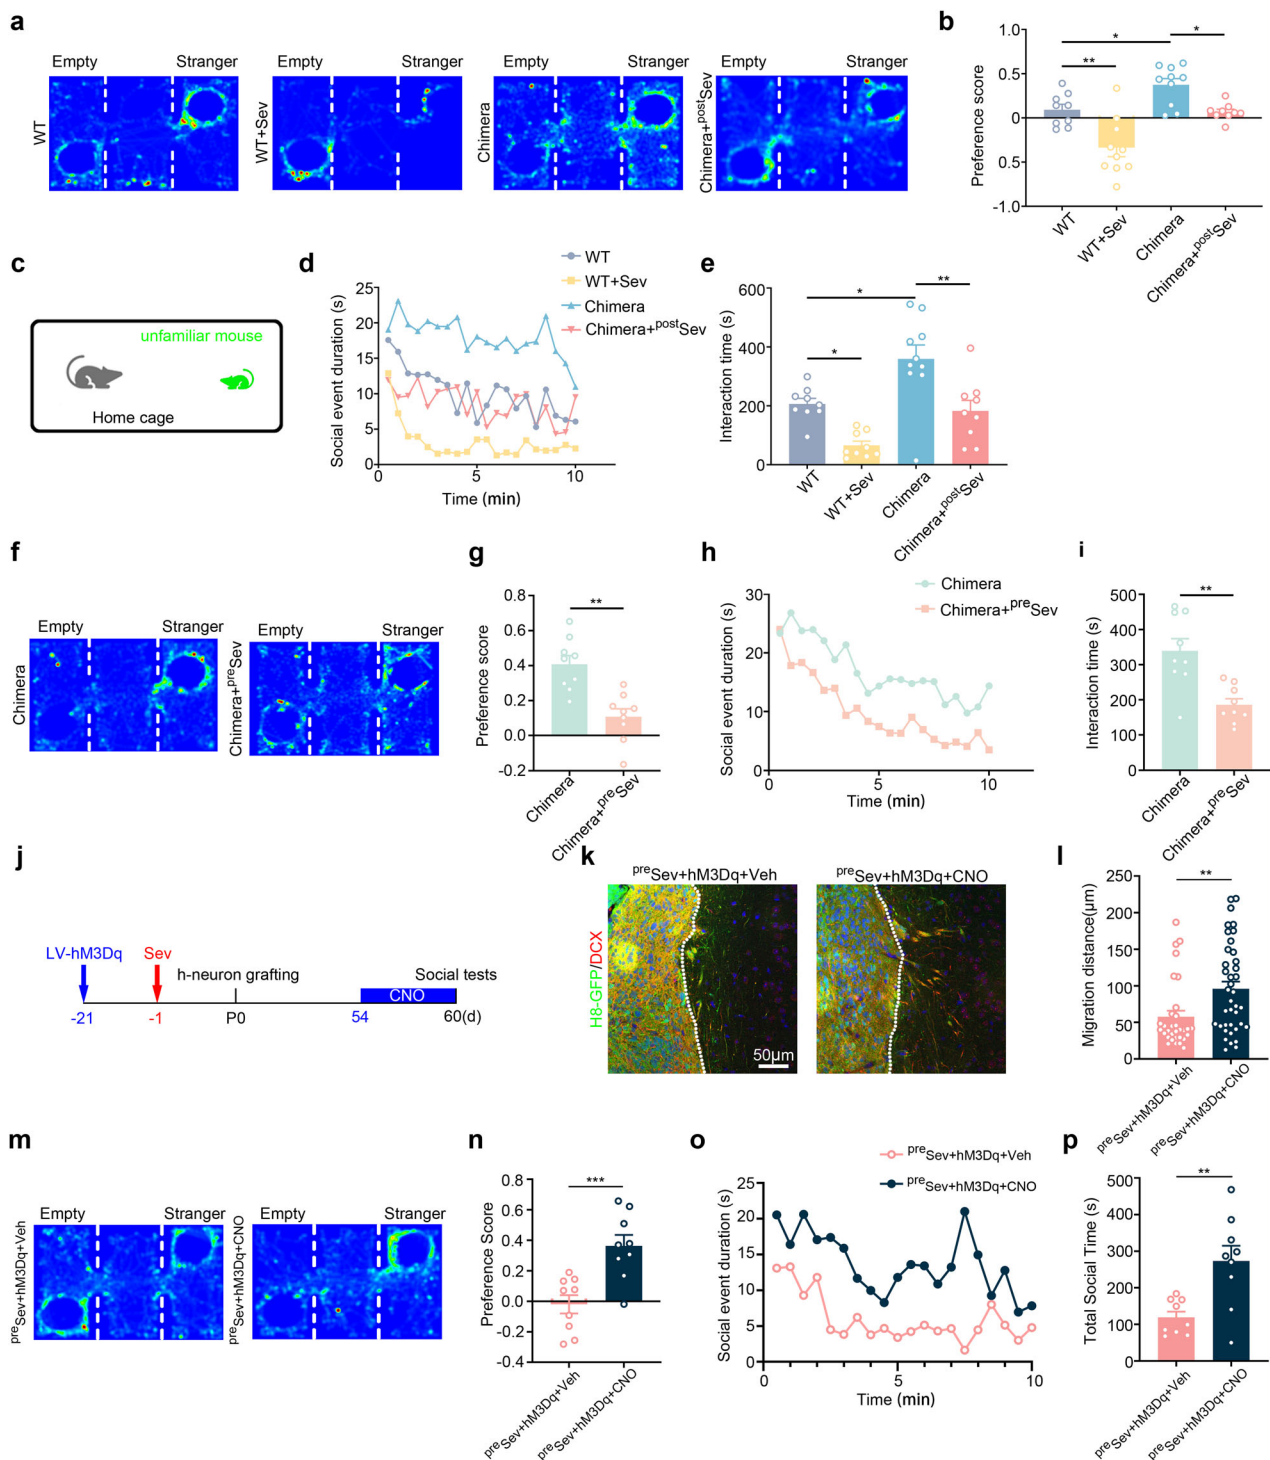 a
Empty Stranger
WT
Empty Stranger
WT+Sev
Empty Stranger
Chimera
Empty Stranger
Chimera+postSev
b
Preference score
1.0
0.5
0
0.5
-1.0
*
**
*
WT
WT+Sev
Chimera
Chimera+postSev
c
unfamiliar mouse
Home cage
d
WT
WT+Sev
Chimera
Chimera+postSev
Social event duration (s)
25
20
15
10
5
0
0 5 10
Time (min)
e
Interaction time (s)
600
400
200
0
*
*
**
WT
WT+Sev
Chimera
Chimera+postSev
f
Empty Stranger
Chimera
Empty Stranger
Chimera+preSev
g
Preference score
0.8
0.6
0.4
0.2
0.0
-0.2
**
Chimera
Chimera+preSev
h
Chimera
Chimera+preSev
Social event duration (s)
30
20
10
0
0 5 10
Time (min)
i
Interaction time (s)
500
400
300
200
100
0
**
Chimera
Chimera+preSev
j
LV-hM3Dq Sev
h-neuron grafting
Social tests
CNO
-21 -1 P0 54 60(d)
k
preSev+hM3Dq+Veh preSev+hM3Dq+CNO
H8-GFP/DCX
50µm
l
Migration distance(µm)
250
200
150
100
50
0
**
preSev+hM3Dq+Veh
preSev+hM3Dq+CNO
m
Empty Stranger
preSev+hM3Dq+Veh
Empty Stranger
preSev+hM3Dq+CNO
n
Preference Score
0.8
0.6
0.4
0.2
0.0
-0.2
-0.4
***
preSev+hM3Dq+Veh
preSev+hM3Dq+CNO
o
preSev+hM3Dq+Veh
preSev+hM3Dq+CNO
Social event duration (s)
25
20
15
10
5
0
0 5 10
Time (min)
p
Total Social Time (s)
500
400
300
200
100
0
**
preSev+hM3Dq+Veh
preSev+hM3Dq+CNO